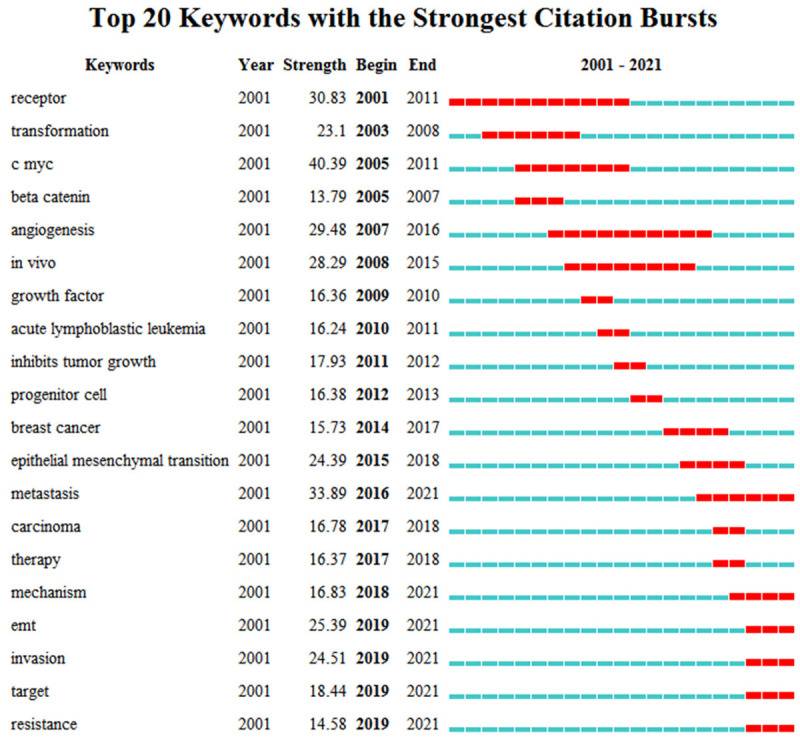 Top 20 Keywords with the Strongest Citation Bursts
Keywords Year Strength Begin End 2001 - 2021
receptor 2001 30.83 2001 2011
transformation 2001 23.1 2003 2008
c myc 2001 40.39 2005 2011
beta catenin 2001 13.79 2005 2007
angiogenesis 2001 29.48 2007 2016
in vivo 2001 28.29 2008 2015
growth factor 2001 16.36 2009 2010
acute lymphoblastic leukemia 2001 16.24 2010 2011
inhibits tumor growth 2001 17.93 2011 2012
progenitor cell 2001 16.38 2012 2013
breast cancer 2001 15.73 2014 2017
epithelial mesenchymal transition 2001 24.39 2015 2018
metastasis 2001 33.89 2016 2021
carcinoma 2001 16.78 2017 2018
therapy 2001 16.37 2017 2018
mechanism 2001 16.83 2018 2021
emt 2001 25.39 2019 2021
invasion 2001 24.51 2019 2021
target 2001 18.44 2019 2021
resistance 2001 14.58 2019 2021